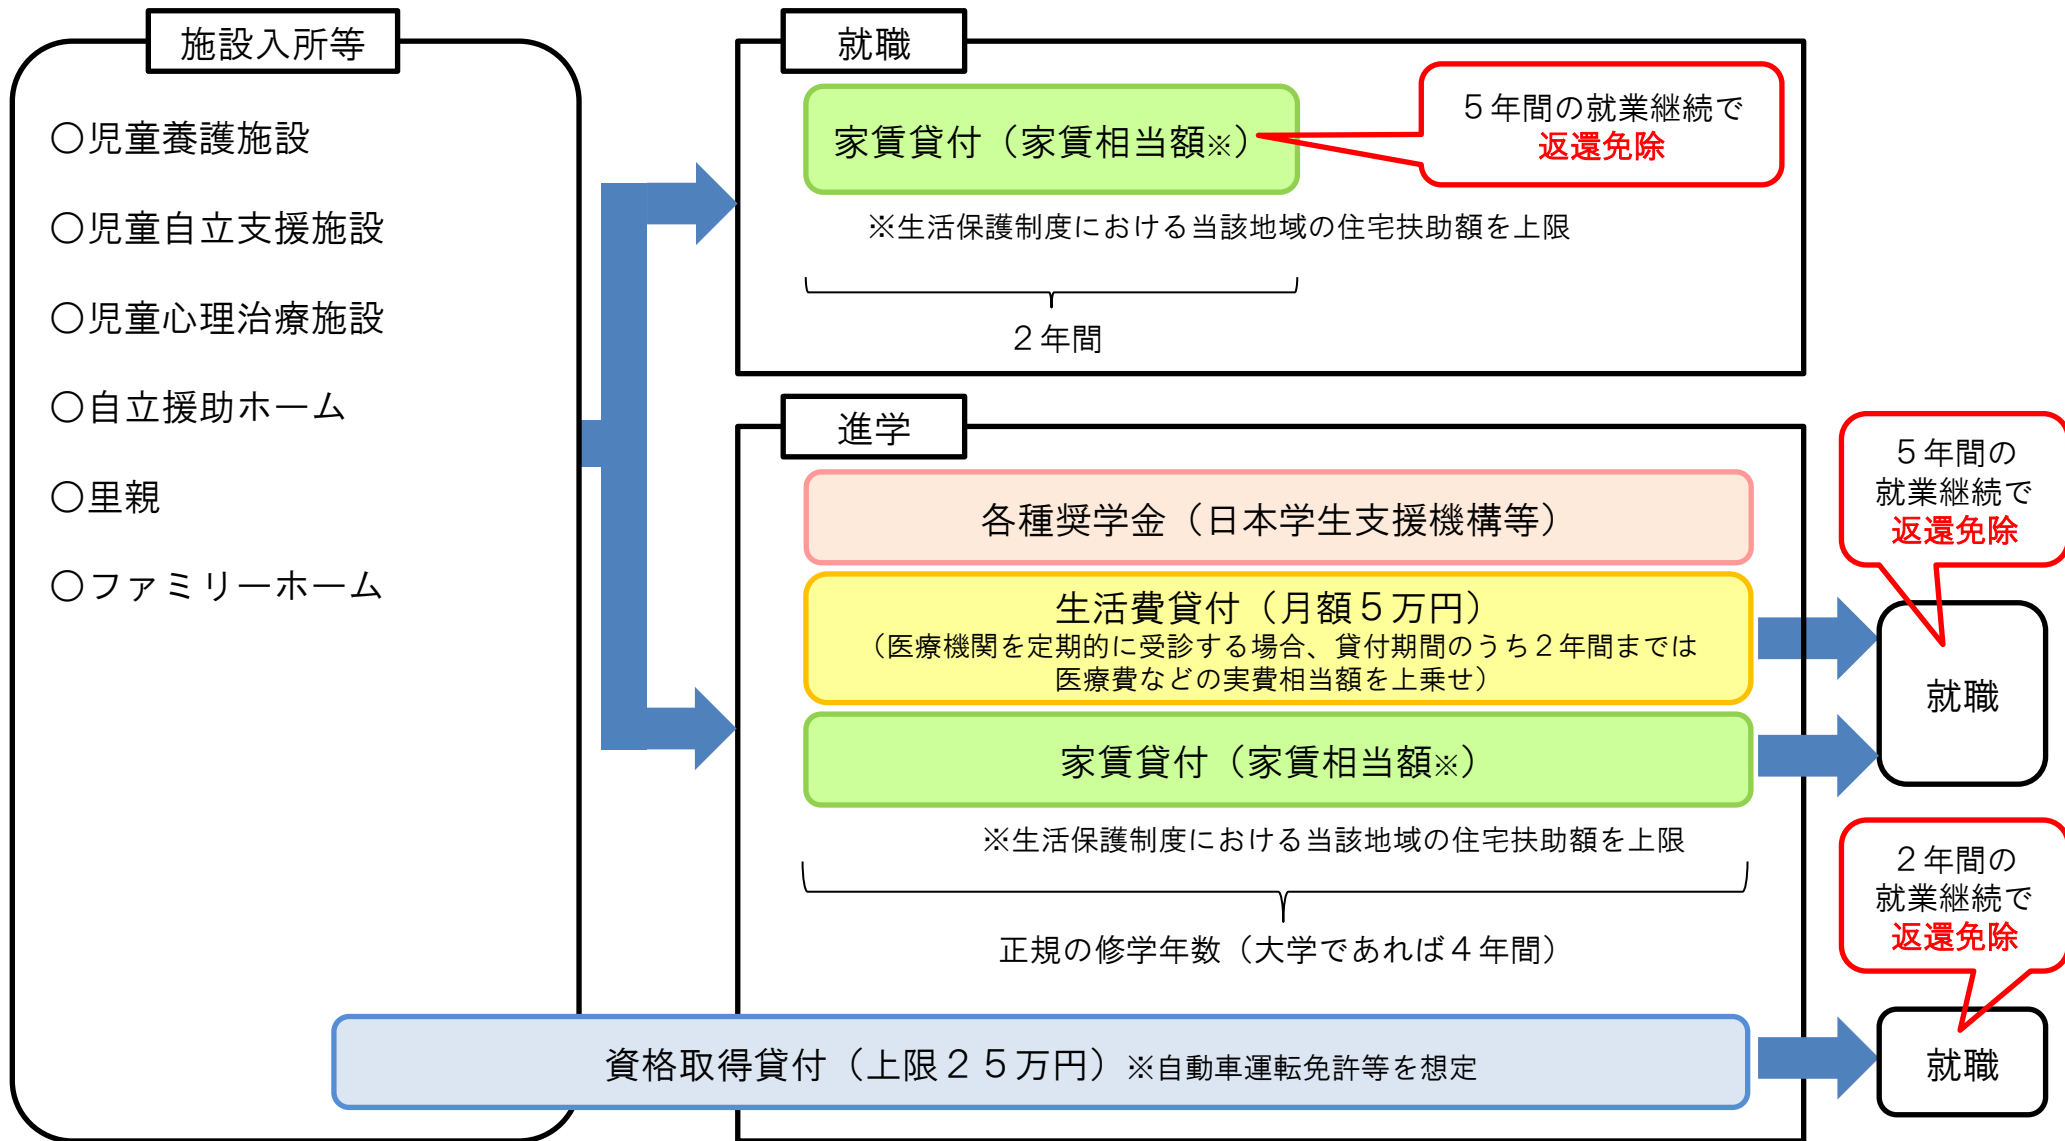 施設入所等
〇児童養護施設
〇児童自立支援施設
〇児童心理治療施設
〇自立援助ホーム
〇里親
〇ファミリーホーム
就職
家賃貸付（家賃相当額※）
５年間の就業継続で
返還免除
※生活保護制度における当該地域の住宅扶助額を上限
２年間
進学
各種奨学金（日本学生支援機構等）
生活費貸付（月額５万円）
（医療機関を定期的に受診する場合、貸付期間のうち２年間までは
医療費などの実費相当額を上乗せ）
家賃貸付（家賃相当額※）
※生活保護制度における当該地域の住宅扶助額を上限
正規の修学年数（大学であれば４年間）
５年間の
就業継続で
返還免除
就職
資格取得貸付（上限２５万円）※自動車運転免許等を想定
２年間の
就業継続で
返還免除
就職